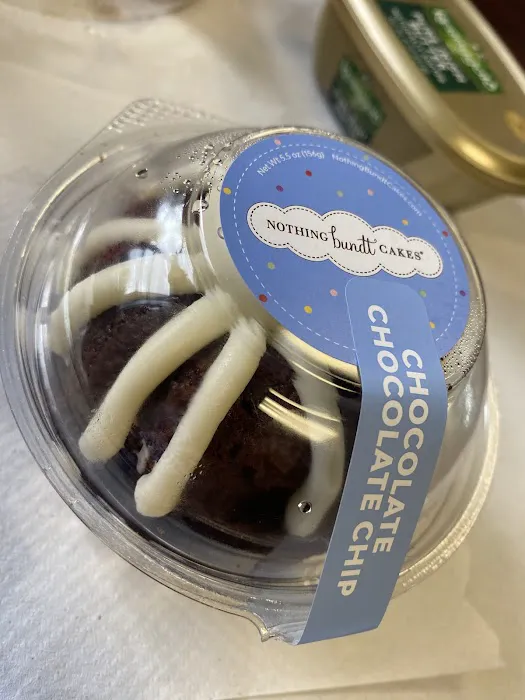 Net Wt 5.5 oz (156g) NothingBundtCakes.com
NOTHING bundt CAKES®
CHOCOLATE
CHOCOLATE CHIP